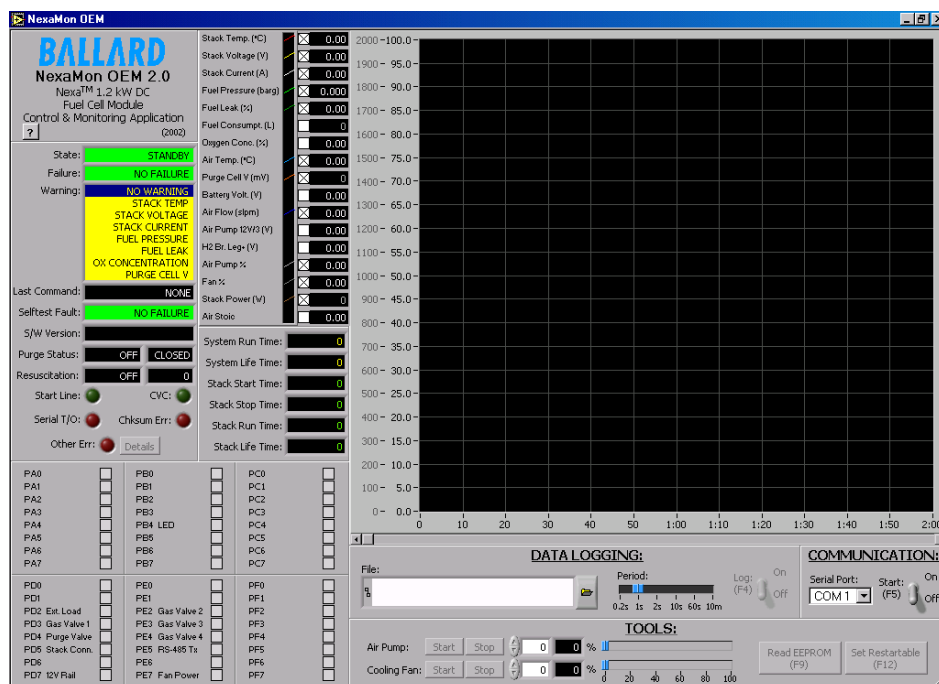 NexaMon OEM
BALLARD
NexaMon OEM 2.0
Nexa™ 1.2 kW DC
Fuel Cell Module
Control & Monitoring Application
? (2002)
State: STANDBY
Failure: NO FAILURE
Warning: NO WARNING
STACK TEMP
STACK VOLTAGE
STACK CURRENT
FUEL PRESSURE
FUEL LEAK
OX CONCENTRATION
PURGE CELL V
Last Command: NONE
Selftest Fault: NO FAILURE
S/W Version:
Purge Status: OFF CLOSED
Resuscitation: OFF 0
Start Line: CVC:
Serial T/O: Chksum Err:
Other Err: Details
Stack Temp. (ºC) 0.00
Stack Voltage (V) 0.00
Stack Current (A) 0.00
Fuel Pressure (barg) 0.000
Fuel Leak (%) 0.00
Fuel Consumpt. (L) 0
Oxygen Conc. (%) 0.00
Air Temp. (ºC) 0.00
Purge Cell V (mV) 0
Battery Volt. (V) 0.00
Air Flow (slpm) 0.00
Air Pump 12V/3 (V) 0.00
H2 Br. Leg+ (V) 0.00
Air Pump % 0.00
Fan % 0.00
Stack Power (W) 0
Air Stoic 0.00
System Run Time: 0
System Life Time: 0
Stack Start Time: 0
Stack Stop Time: 0
Stack Run Time: 0
Stack Life Time: 0
2000 100.0
1900 95.0
1800 90.0
1700 85.0
1600 80.0
1500 75.0
1400 70.0
1300 65.0
1200 60.0
1100 55.0
1000 50.0
900 45.0
800 40.0
700 35.0
600 30.0
500 25.0
400 20.0
300 15.0
200 10.0
100 5.0
0 0.0
0 10 20 30 40 50 1:00 1:10 1:20 1:30 1:40 1:50 2:00
PA0 PB0 PC0
PA1 PB1 PC1
PA2 PB2 PC2
PA3 PB3 PC3
PA4 PB4 LED PC4
PA5 PB5 PC5
PA6 PB6 PC6
PA7 PB7 PC7
PD0 PE0 PF0
PD1 PE1 PF1
PD2 Ext. Load PE2 Gas Valve 2 PF2
PD3 Gas Valve 1 PE3 Gas Valve 3 PF3
PD4 Purge Valve PE4 Gas Valve 4 PF4
PD5 Stack Conn. PE5 RS-485 Tx PF5
PD6 PE6 PF6
PD7 12V Rail PE7 Fan Power PF7
DATA LOGGING:
File:
Period:
0.2s 1s 2s 10s 60s 10m
Log: (F4) On Off
COMMUNICATION:
Serial Port: COM 1
Start: (F5) On Off
TOOLS:
Air Pump: Start Stop 0 0 %
Cooling Fan: Start Stop 0 0 %
0 20 40 60 80 100
Read EEPROM (F9)
Set Restartable (F12)